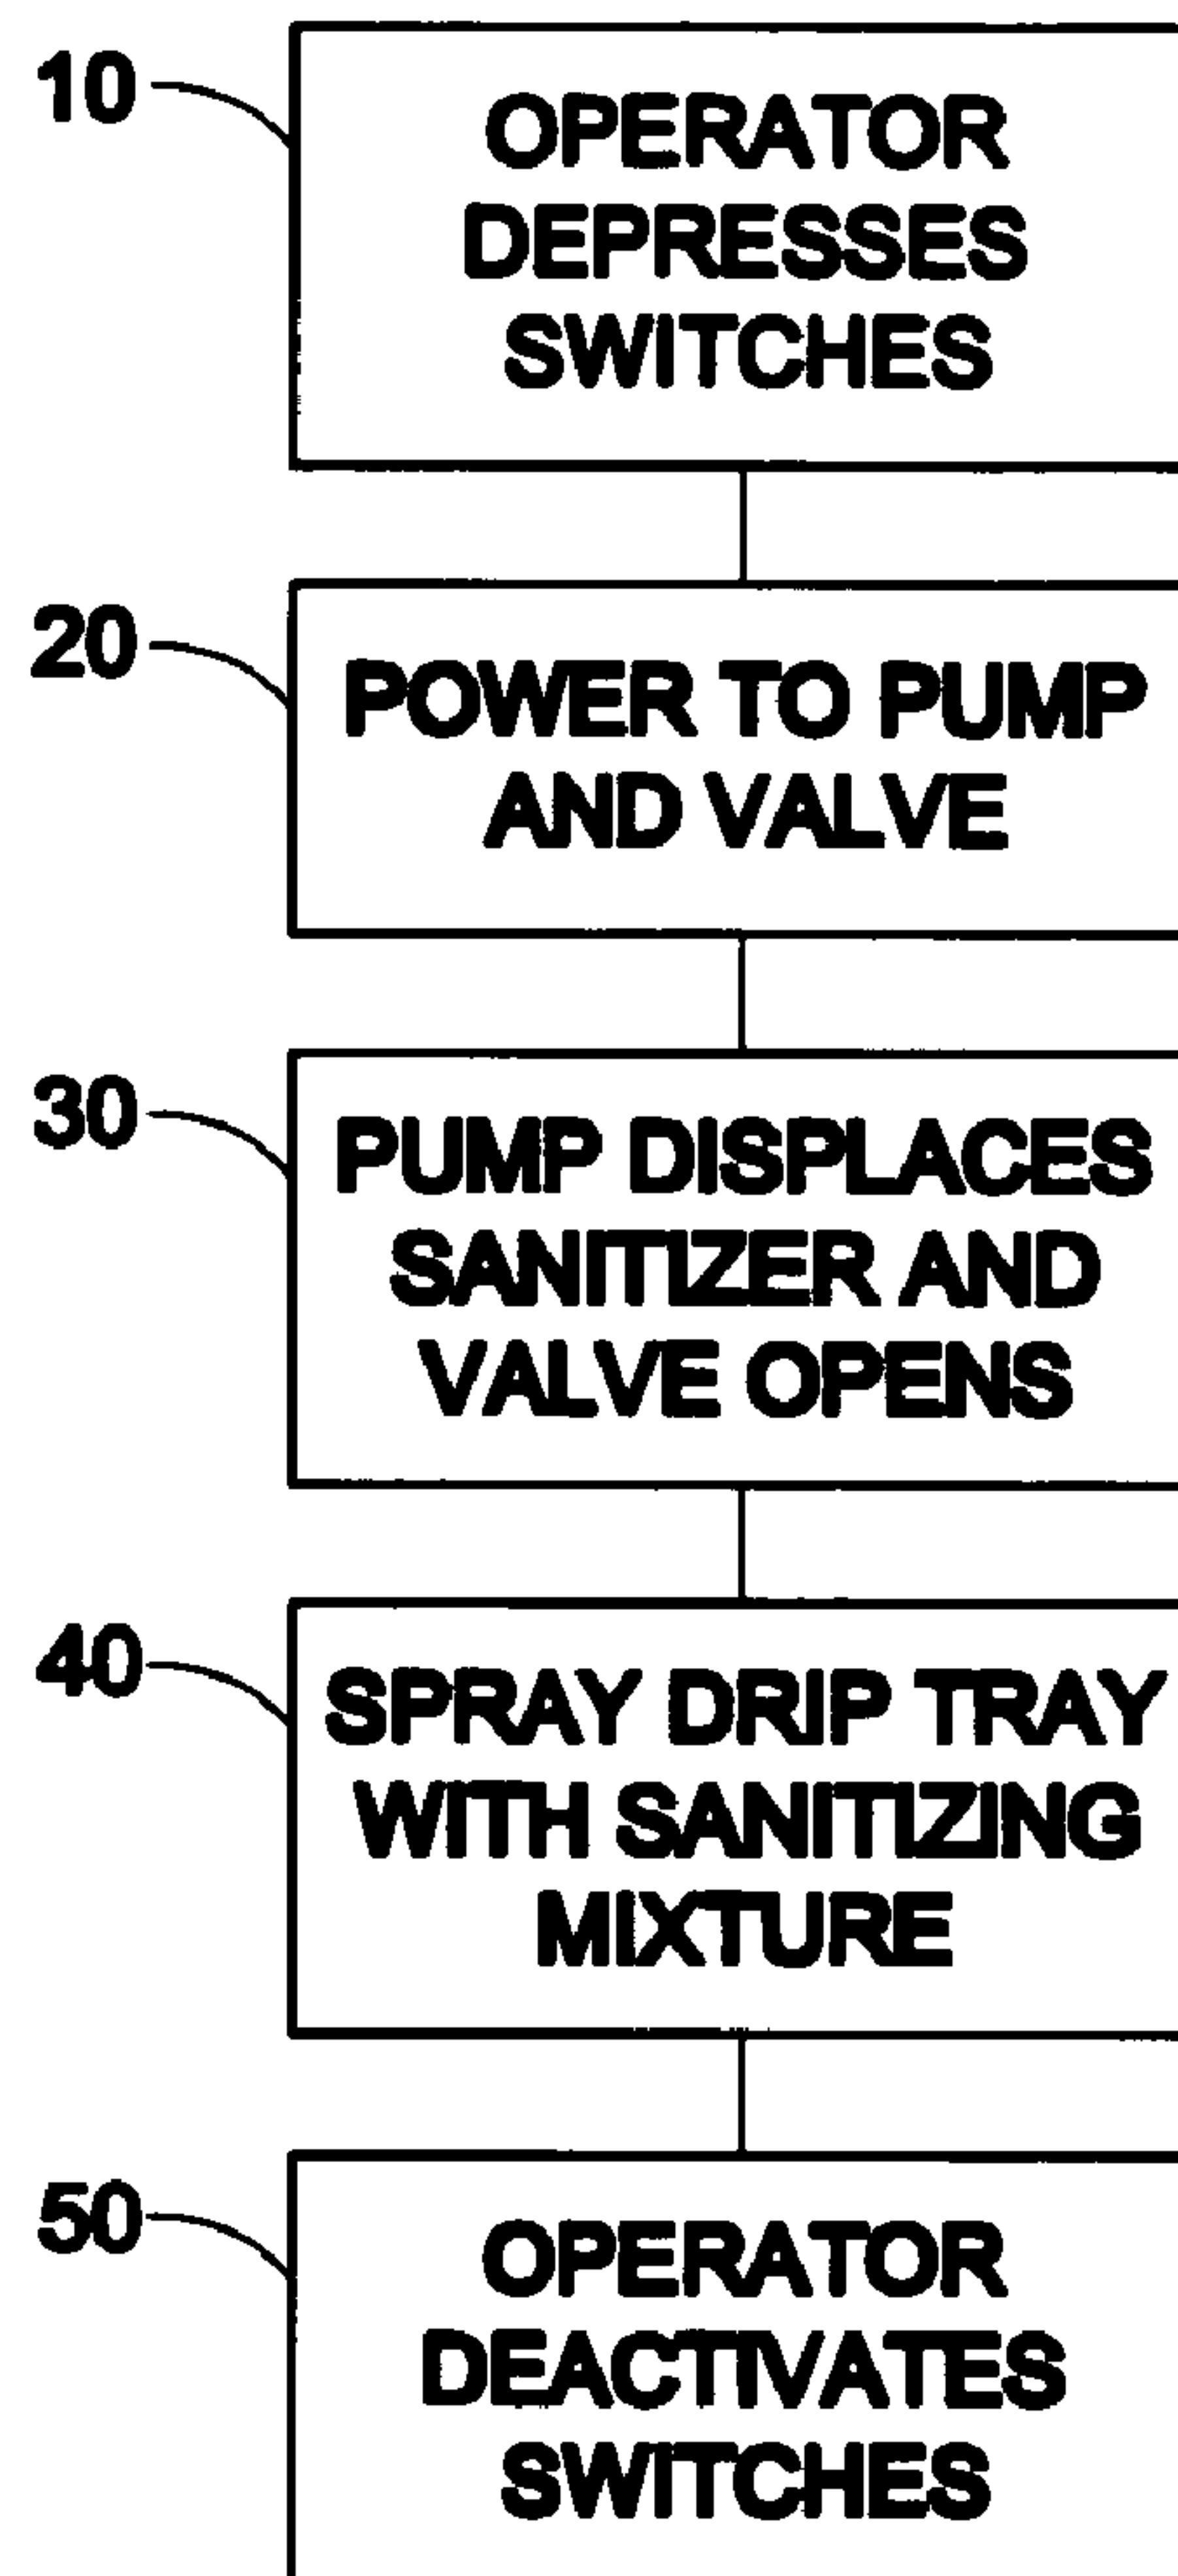 10
OPERATOR
DEPRESSES
SWITCHES
20
POWER TO PUMP
AND VALVE
30
PUMP DISPLACES
SANITIZER AND
VALVE OPENS
40
SPRAY DRIP TRAY
WITH SANITIZING
MIXTURE
50
OPERATOR
DEACTIVATES
SWITCHES